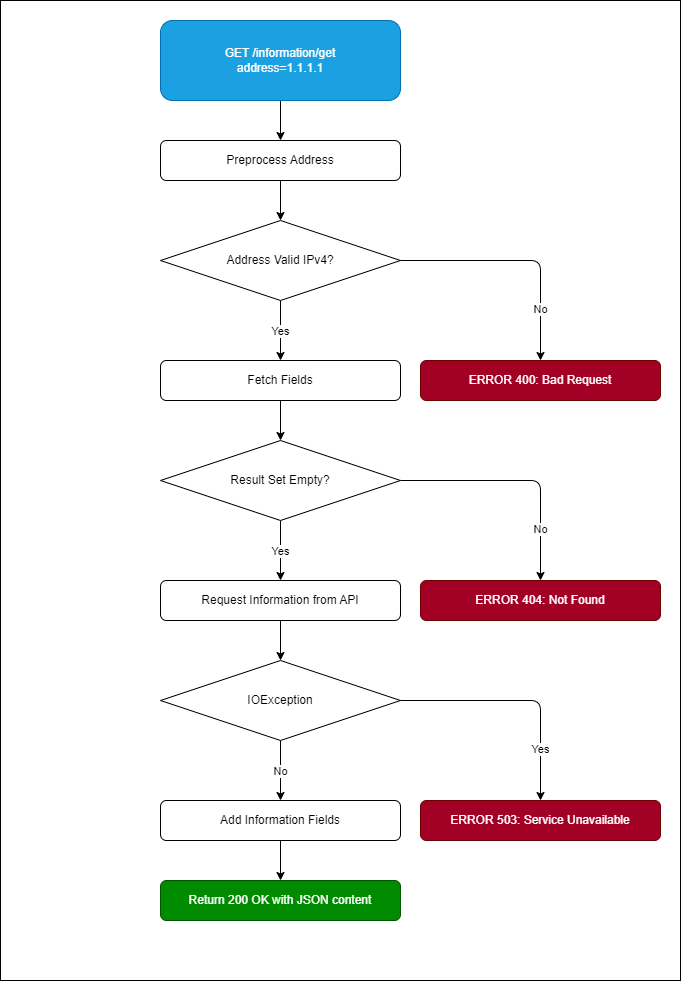 GET /information/get
address=1.1.1.1
Preprocess Address
Address Valid IPv4?
No
Yes
Fetch Fields
ERROR 400: Bad Request
Result Set Empty?
No
Yes
Request Information from API
ERROR 404: Not Found
IOException
Yes
No
Add Information Fields
ERROR 503: Service Unavailable
Return 200 OK with JSON content